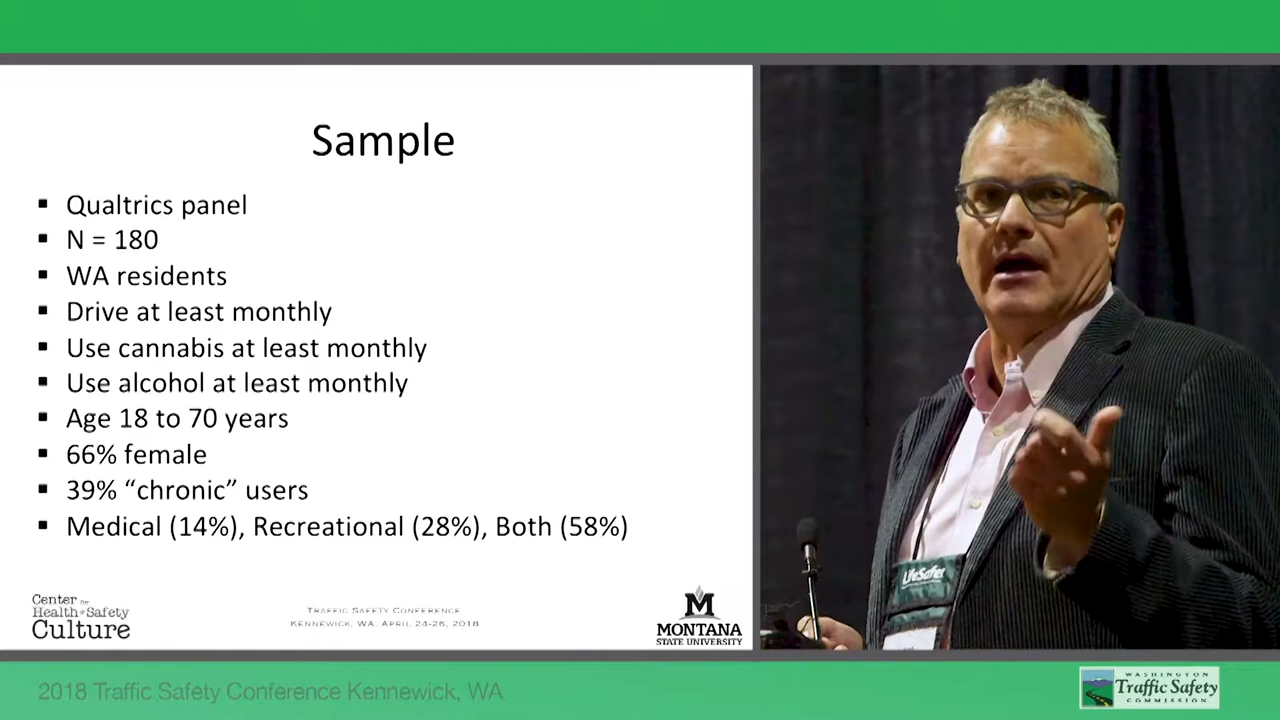 Sample
Qualtrics panel
N = 180
WA residents
Drive at least monthly
Use cannabis at least monthly
Use alcohol at least monthly
Age 18 to 70 years
66% female
39% “chronic” users
Medical (14%), Recreational (28%), Both (58%)
Center for
Health & Safety
Culture
TRAFFIC SAFETY CONFERENCE
KENNEWICK, WA. APRIL 24-26, 2018
M
MONTANA
STATE UNIVERSITY
LifeSafer
2018 Traffic Safety Conference Kennewick, WA
WASHINGTON
Traffic Safety
COMMISSION